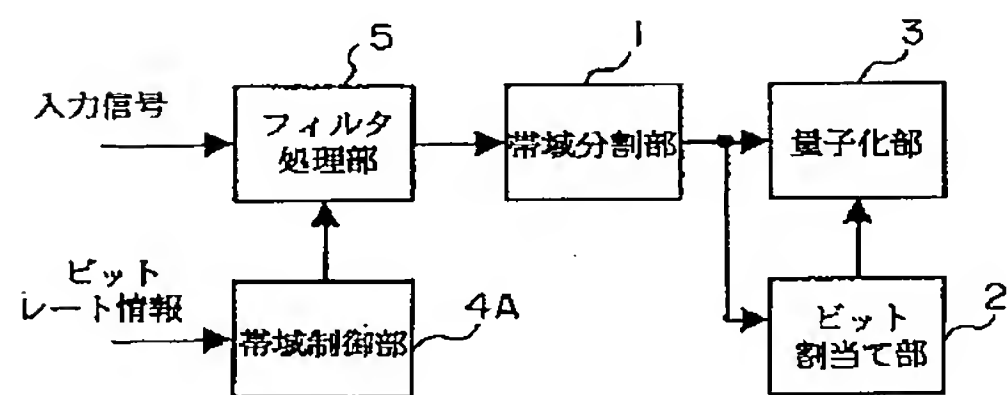 5
1
3
入力信号
フィルタ
処理部
帯域分割部
量子化部
ビット
レート情報
帯域制御部
4A
ビット
割当て部
2